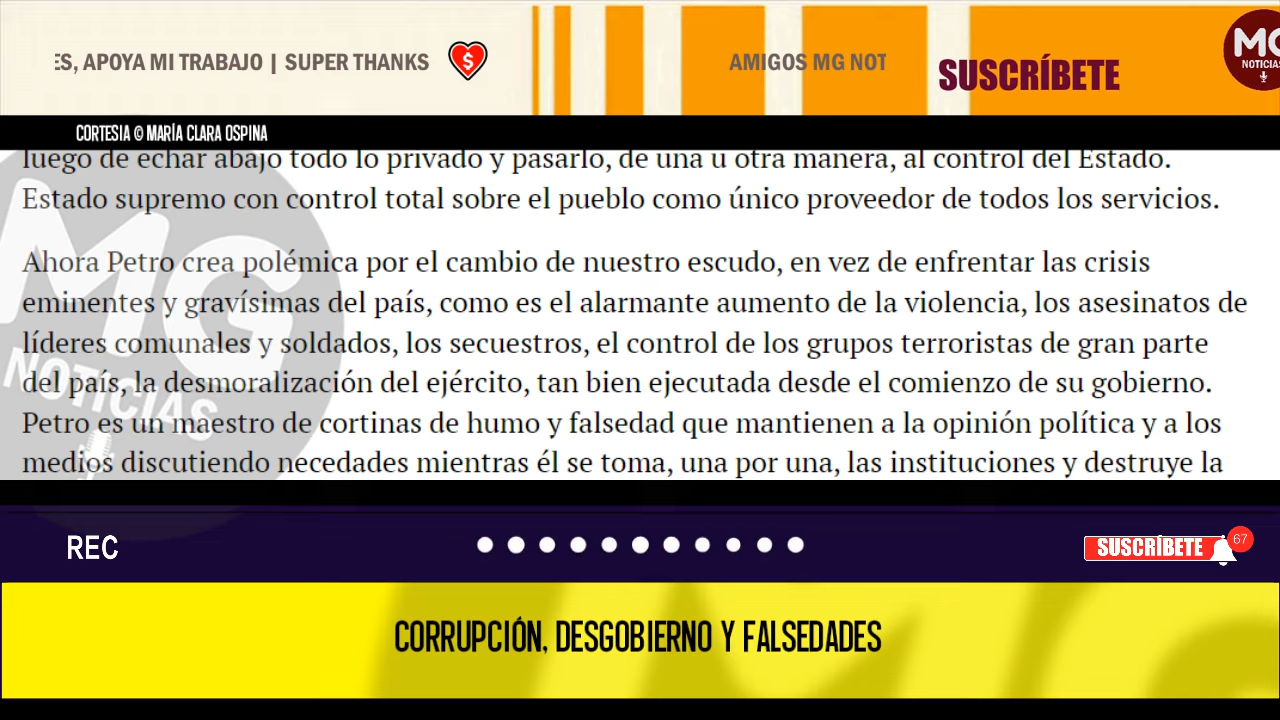 ES, APOYA MI TRABAJO | SUPER THANKS
$
AMIGOS MG NOT
SUSCRÍBETE
MG
NOTICIAS
CORTESIA © MARÍA CLARA OSPINA
luego de echar abajo todo lo privado y pasarlo, de una u otra manera, al control del Estado.
Estado supremo con control total sobre el pueblo como único proveedor de todos los servicios.
Ahora Petro crea polémica por el cambio de nuestro escudo, en vez de enfrentar las crisis
eminentes y gravísimas del país, como es el alarmante aumento de la violencia, los asesinatos de
líderes comunales y soldados, los secuestros, el control de los grupos terroristas de gran parte
del país, la desmoralización del ejército, tan bien ejecutada desde el comienzo de su gobierno.
Petro es un maestro de cortinas de humo y falsedad que mantienen a la opinión política y a los
medios discutiendo necedades mientras él se toma, una por una, las instituciones y destruye la
MG
NOTICIAS
REC
SUSCRÍBETE
67
CORRUPCIÓN, DESGOBIERNO Y FALSEDADES